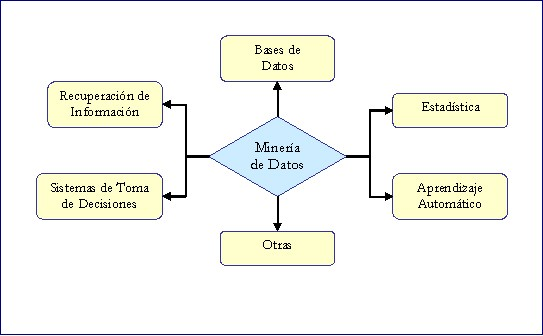 Bases de
Datos
Recuperación de
Información
Estadística
Minería
de Datos
Sistemas de Toma
de Decisiones
Aprendizaje
Automático
Otras